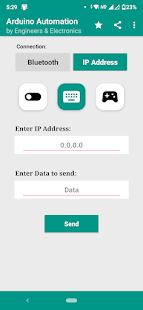 5:29
Arduino Automation
by Engineers & Electronics
Connection:
Bluetooth
IP Address
Enter IP Address:
0.0.0.0
Enter Data to send:
Data
Send